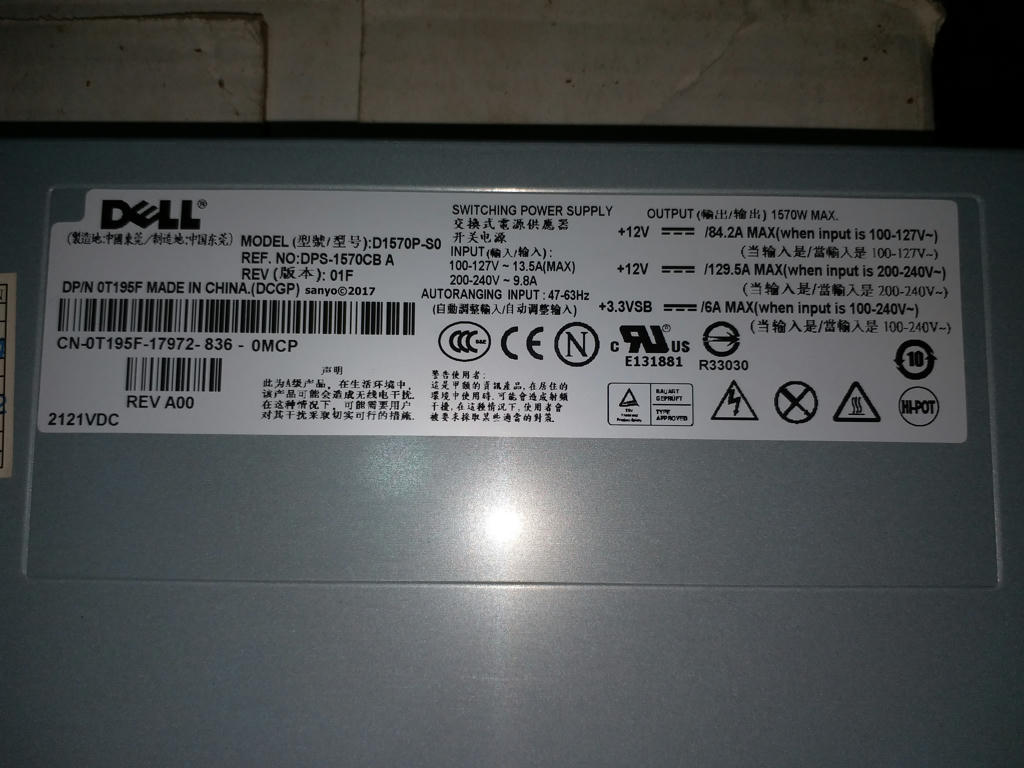 DELL®
(製造地:中國東莞/制造地:中国东莞)
MODEL (型號/型号):D1570P-S0
REF. NO:DPS-1570CB A
REV (版本): 01F
DP/N 0T195F MADE IN CHINA.(DCGP) sanyo©2017
CN-0T195F-17972-836-0MCP
REV A00
2121VDC
声明
此为A级产品，在生活环境中,
该产品可能会造成无线电干扰,
在这种情况下，可能需要用户
对其干扰采取切实可行的措施.
SWITCHING POWER SUPPLY
交換式電源供應器
开关电源
INPUT (輸入/输入):
100-127V ~ 13.5A(MAX)
200-240V ~ 9.8A
AUTORANGING INPUT: 47-63Hz
(自動調整輸入/自动调整输入)
警告使用者:
這是甲類的資訊產品,在居住的
環境中使用時,可能會造成射頻
干擾,在這種情況下,使用者會
被要求採取某些適當的對策.
OUTPUT (輸出/输出) 1570W MAX.
+12V /84.2A MAX(when input is 100-127V~)
(当输入是/當輸入是 100-127V~)
+12V /129.5A MAX(when input is 200-240V~)
(当输入是/當輸入是 200-240V~)
+3.3VSB /6A MAX(when input is 100-240V~)
(当输入是/當輸入是 100-240V~)
CCC
CE
N
c RU US
E131881
R33030
10
BAUART
GEPRÜFT
TYPE
APPROVED
HI-POT